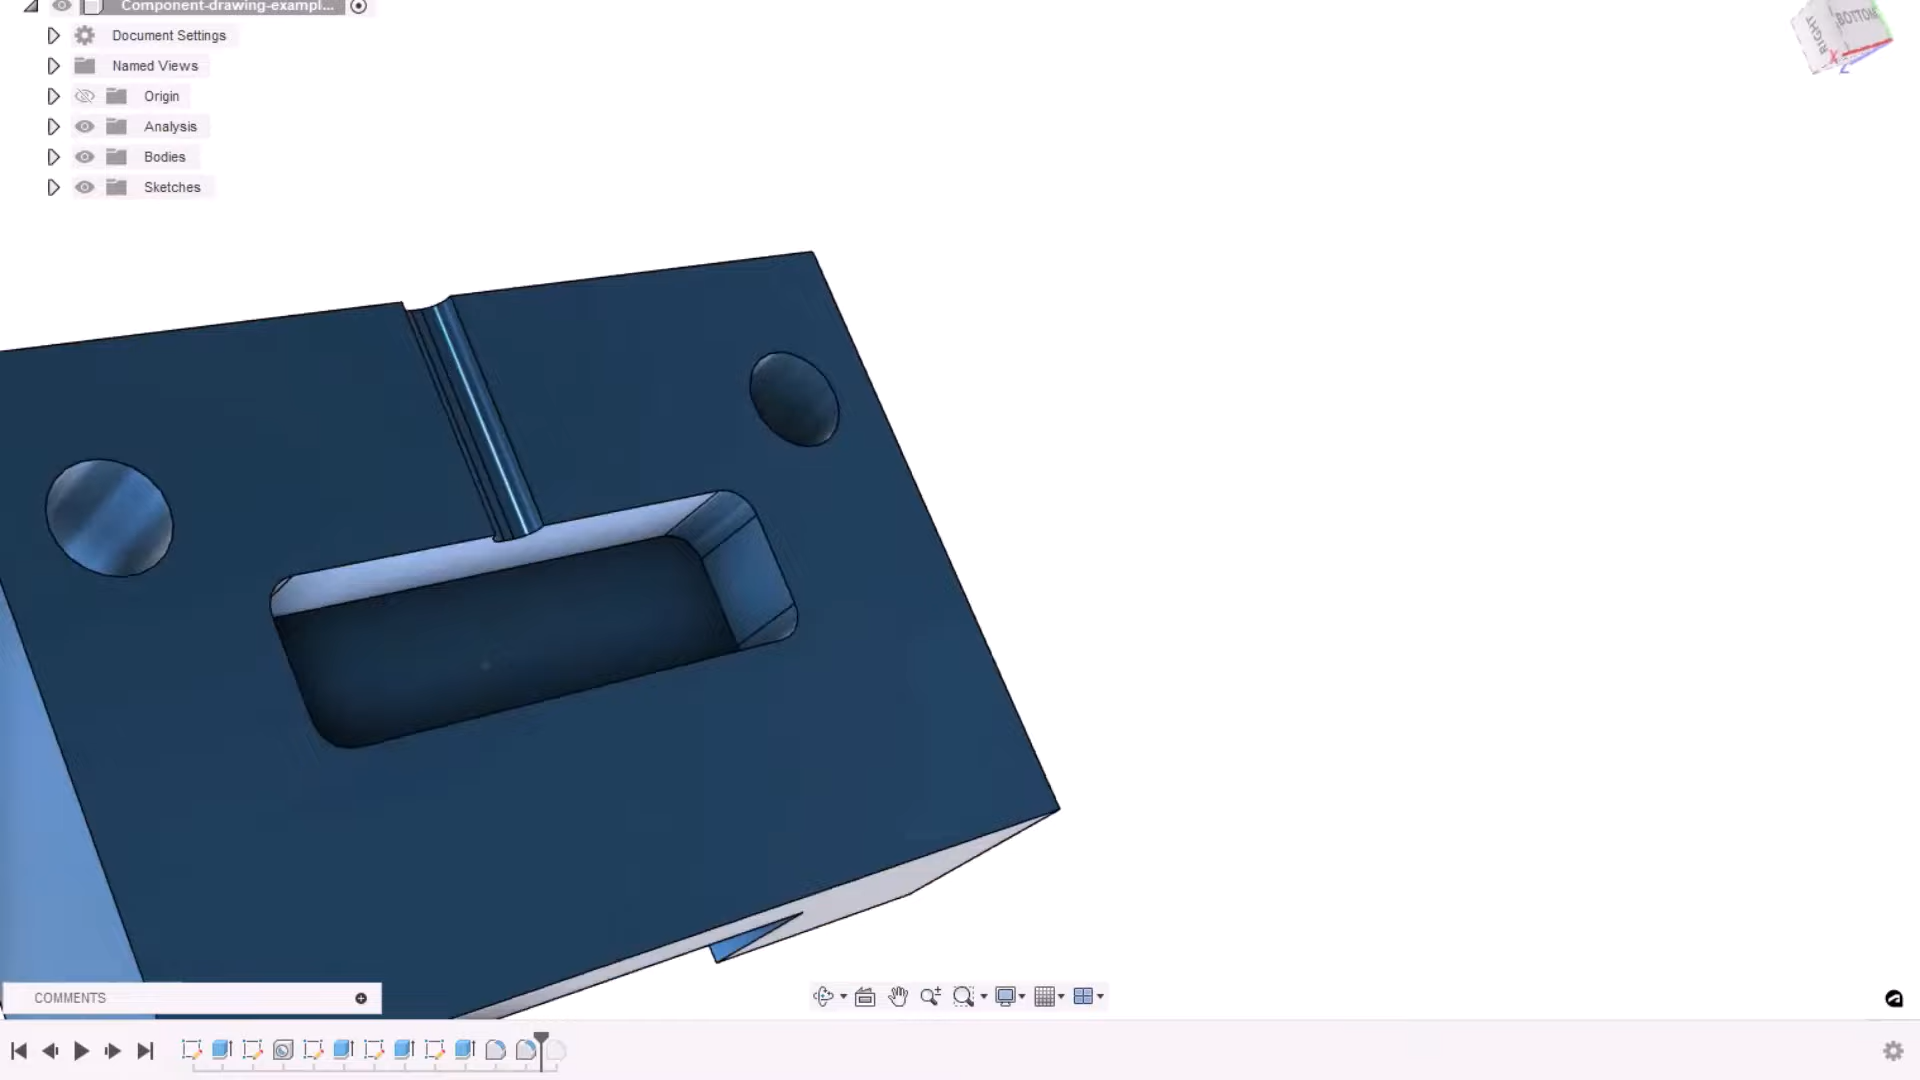 Component-drawing-exampl...
Document Settings
Named Views
Origin
Analysis
Bodies
Sketches
RIGHT
BOTTOM
X
Z
COMMENTS